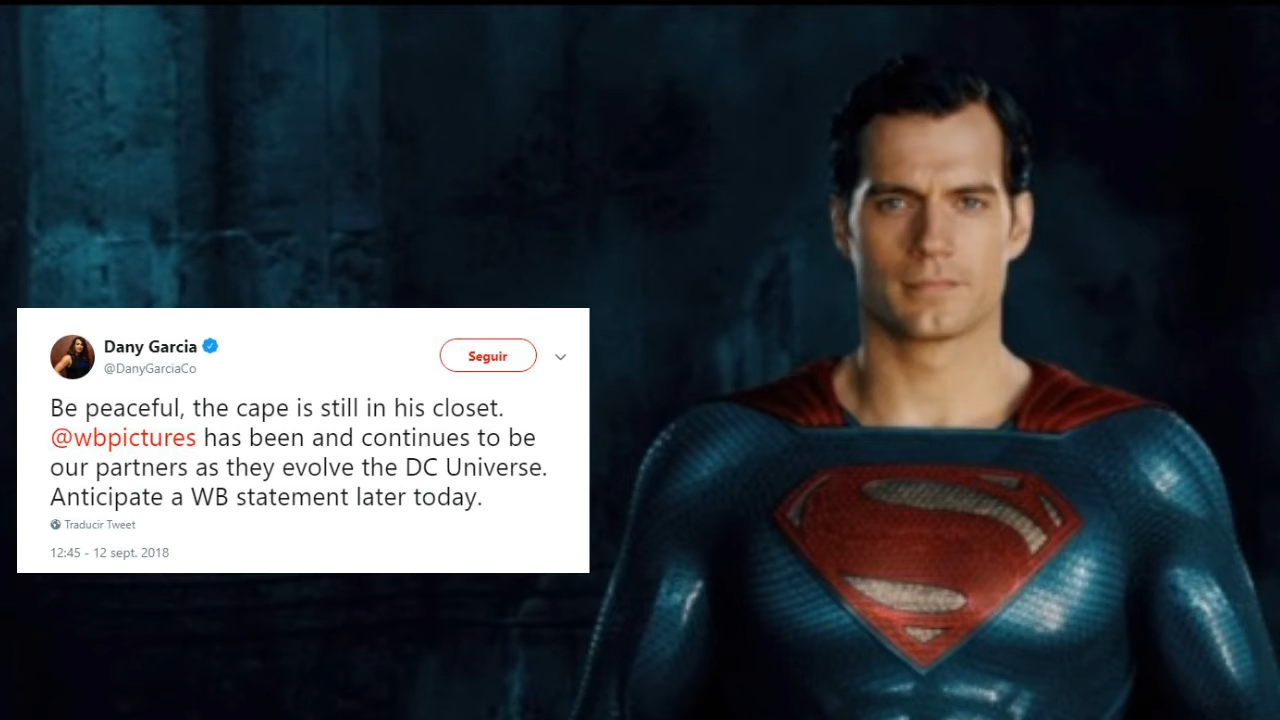 Dany Garcia
Seguir
@DanyGarciaCo
Be peaceful, the cape is still in his closet.
@wbpictures has been and continues to be
our partners as they evolve the DC Universe.
Anticipate a WB statement later today.
Traducir Tweet
12:45 - 12 sept. 2018